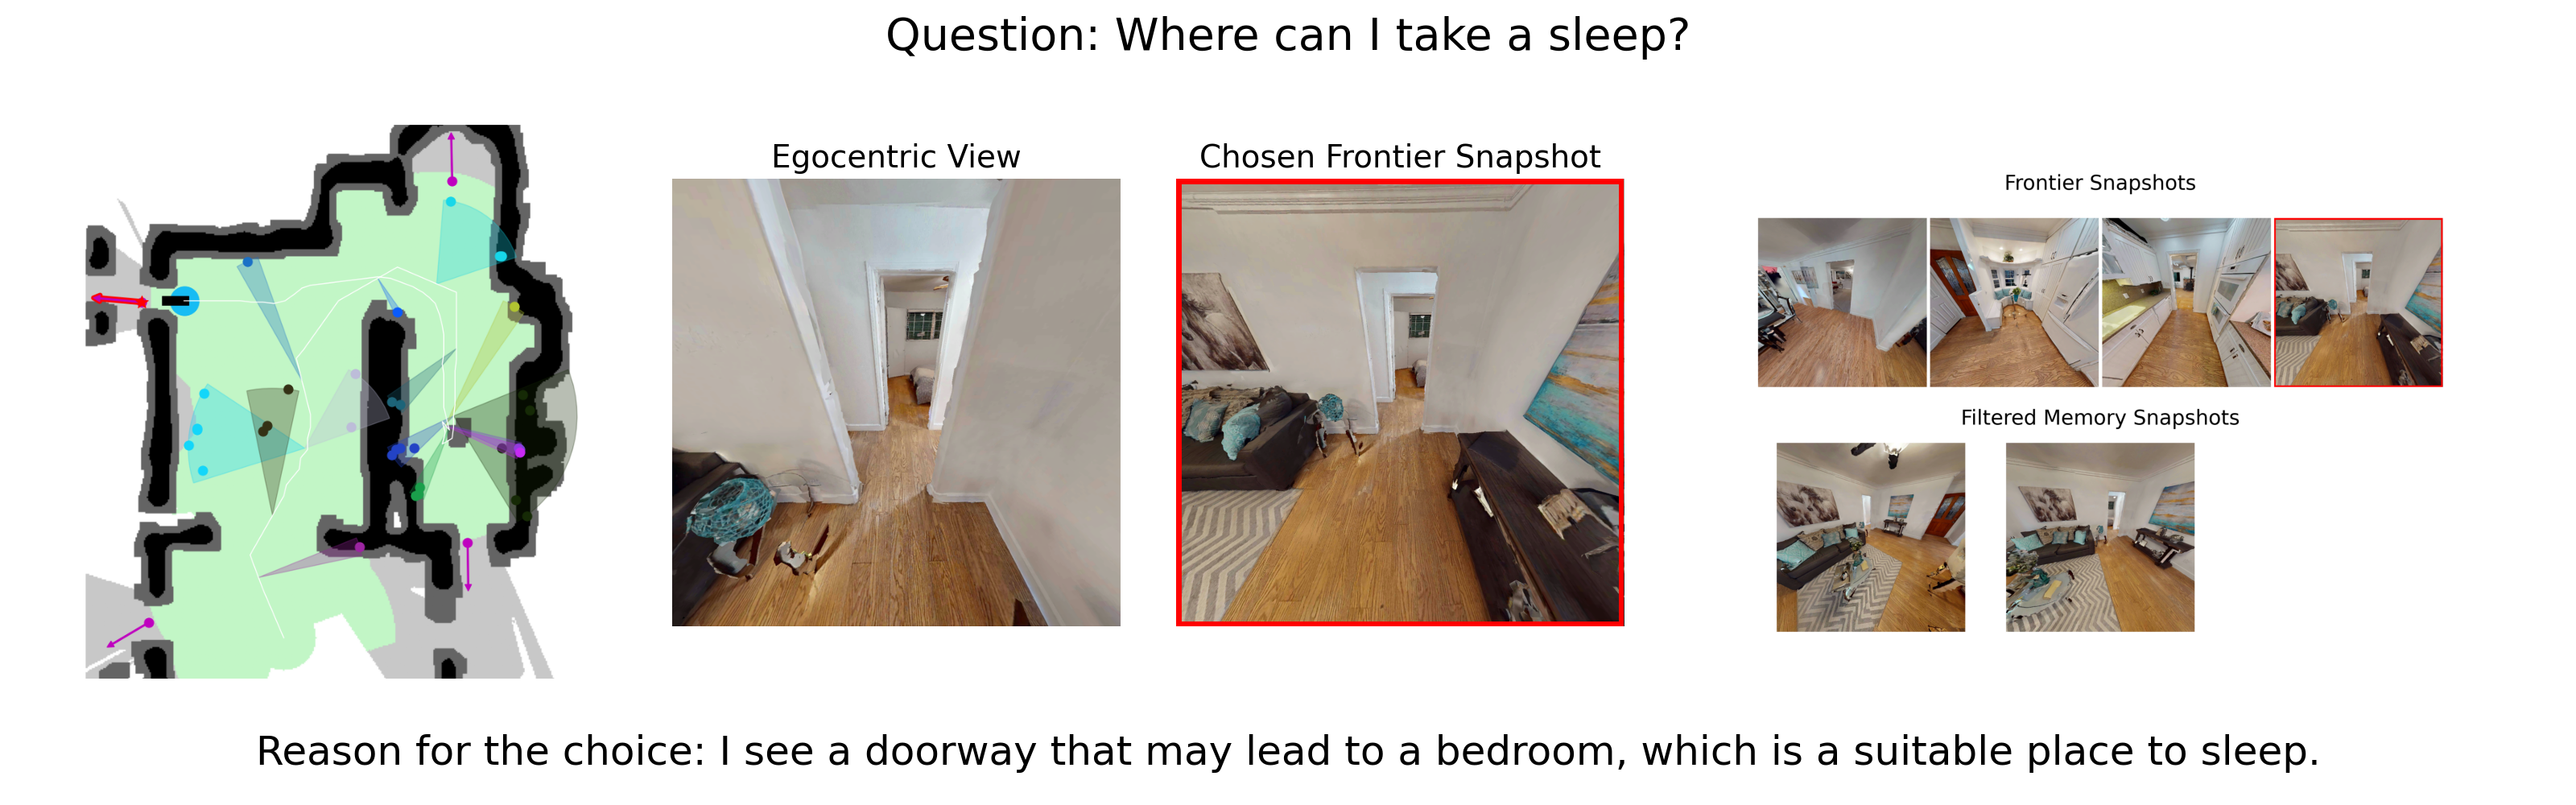 Question: Where can I take a sleep?
Egocentric View
Chosen Frontier Snapshot
Frontier Snapshots
Filtered Memory Snapshots
Reason for the choice: I see a doorway that may lead to a bedroom, which is a suitable place to sleep.